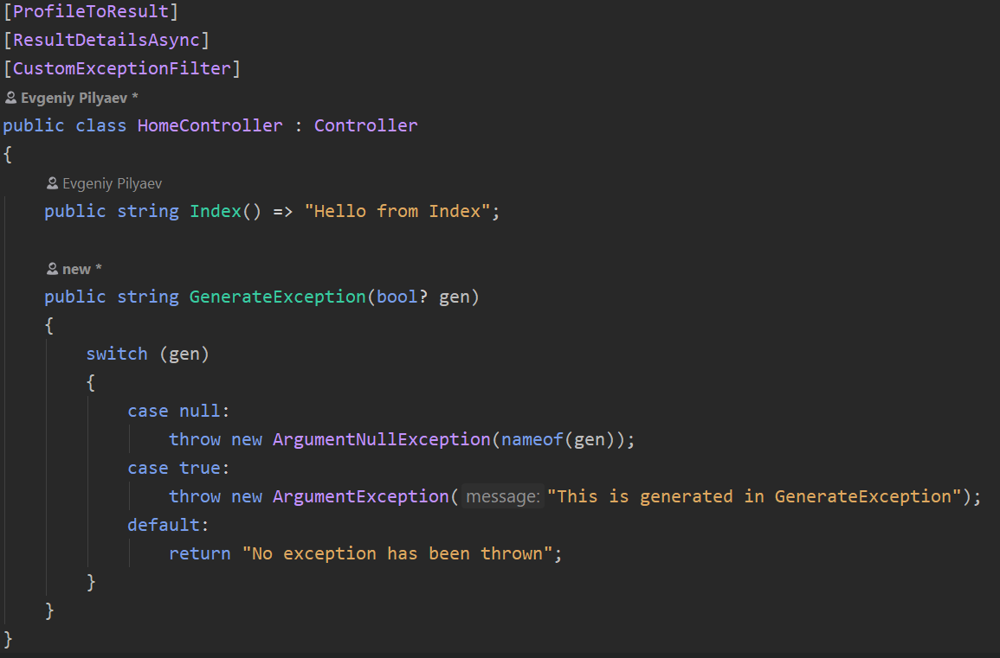 [ProfileToResult]
[ResultDetailsAsync]
[CustomExceptionFilter]
Evgeniy Pilyaev *
public class HomeController : Controller
{
Evgeniy Pilyaev
public string Index() => "Hello from Index";
new *
public string GenerateException(bool? gen)
{
switch (gen)
{
case null:
throw new ArgumentNullException(nameof(gen));
case true:
throw new ArgumentException( message: "This is generated in GenerateException");
default:
return "No exception has been thrown";
}
}
}